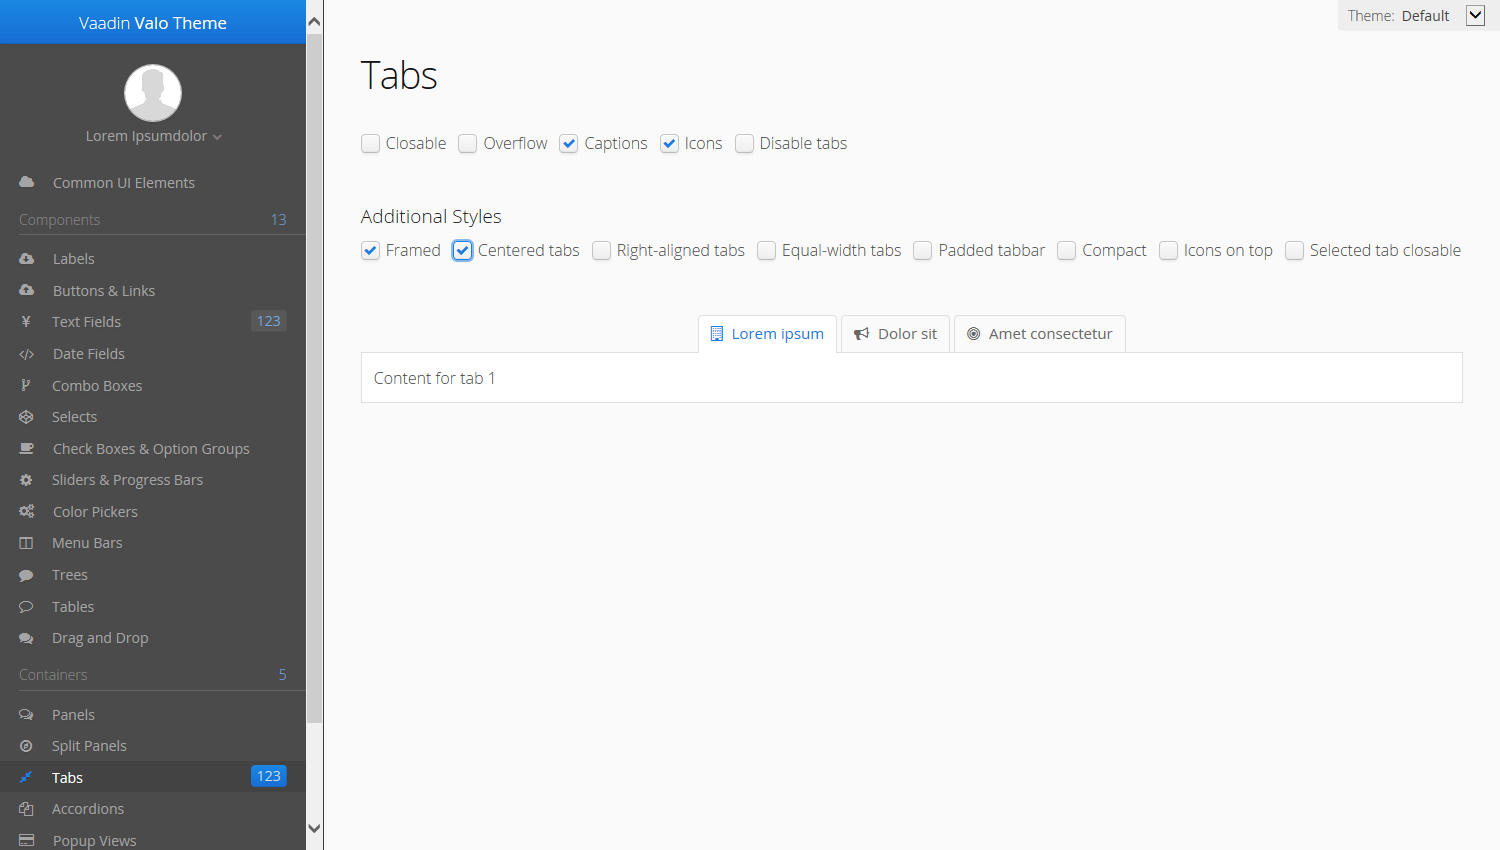 Vaadin Valo Theme
Lorem Ipsumdolor
Common UI Elements
Components 13
Labels
Buttons & Links
Text Fields 123
Date Fields
Combo Boxes
Selects
Check Boxes & Option Groups
Sliders & Progress Bars
Color Pickers
Menu Bars
Trees
Tables
Drag and Drop
Containers 5
Panels
Split Panels
Tabs 123
Accordions
Popup Views
Theme: Default
Tabs
Closable Overflow Captions Icons Disable tabs
Additional Styles
Framed Centered tabs Right-aligned tabs Equal-width tabs Padded tabbar Compact Icons on top Selected tab closable
Lorem ipsum Dolor sit Amet consectetur
Content for tab 1